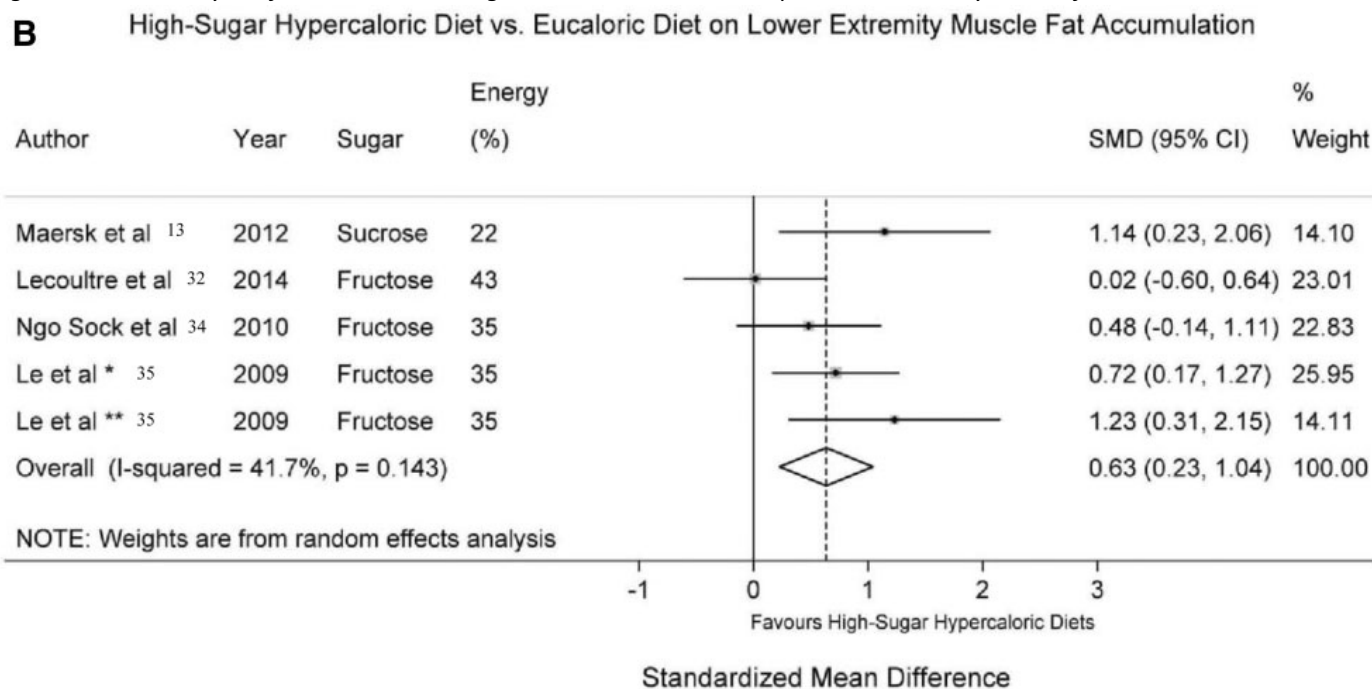 B High-Sugar Hypercaloric Diet vs. Eucaloric Diet on Lower Extremity Muscle Fat Accumulation
Energy %
Author Year Sugar (%) SMD (95% CI) Weight
Maersk et al 13 2012 Sucrose 22 1.14 (0.23, 2.06) 14.10
Lecoultre et al 32 2014 Fructose 43 0.02 (-0.60, 0.64) 23.01
Ngo Sock et al 34 2010 Fructose 35 0.48 (-0.14, 1.11) 22.83
Le et al * 35 2009 Fructose 35 0.72 (0.17, 1.27) 25.95
Le et al ** 35 2009 Fructose 35 1.23 (0.31, 2.15) 14.11
Overall (I-squared = 41.7%, p = 0.143) 0.63 (0.23, 1.04) 100.00
NOTE: Weights are from random effects analysis
-1 0 1 2 3
Favours High-Sugar Hypercaloric Diets
Standardized Mean Difference